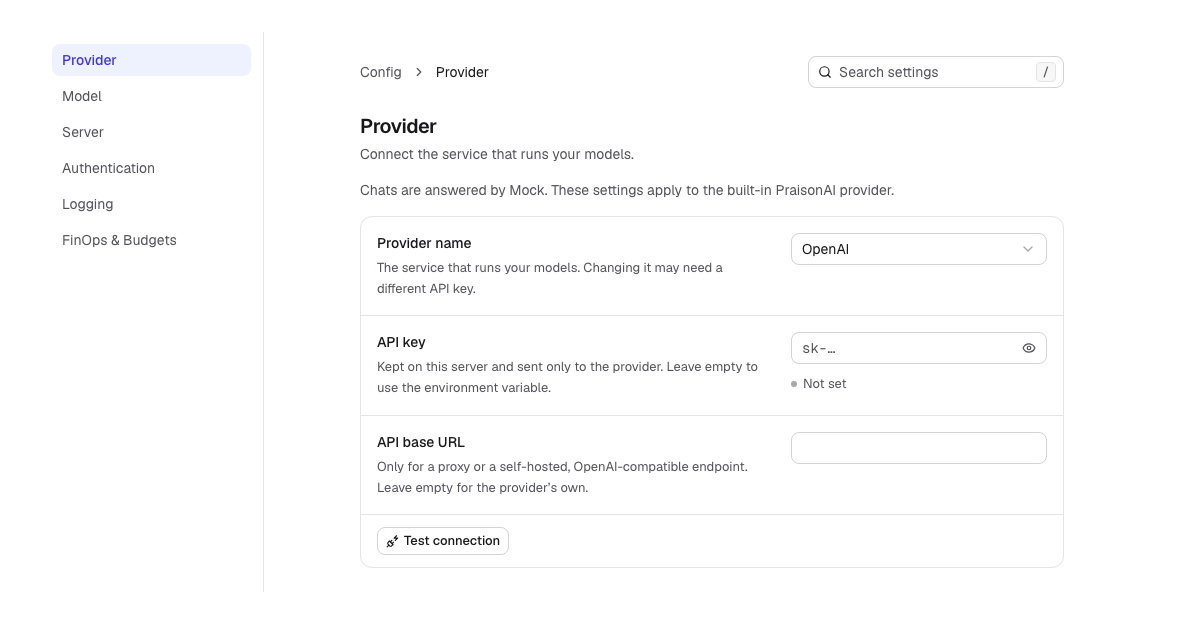 Provider
Model
Server
Authentication
Logging
FinOps & Budgets
Config > Provider
Search settings /
Provider
Connect the service that runs your models.
Chats are answered by Mock. These settings apply to the built-in PraisonAI provider.
Provider name
The service that runs your models. Changing it may need a
different API key.
OpenAI
API key
Kept on this server and sent only to the provider. Leave empty to
use the environment variable.
sk-…
Not set
API base URL
Only for a proxy or a self-hosted, OpenAI-compatible endpoint.
Leave empty for the provider's own.
Test connection